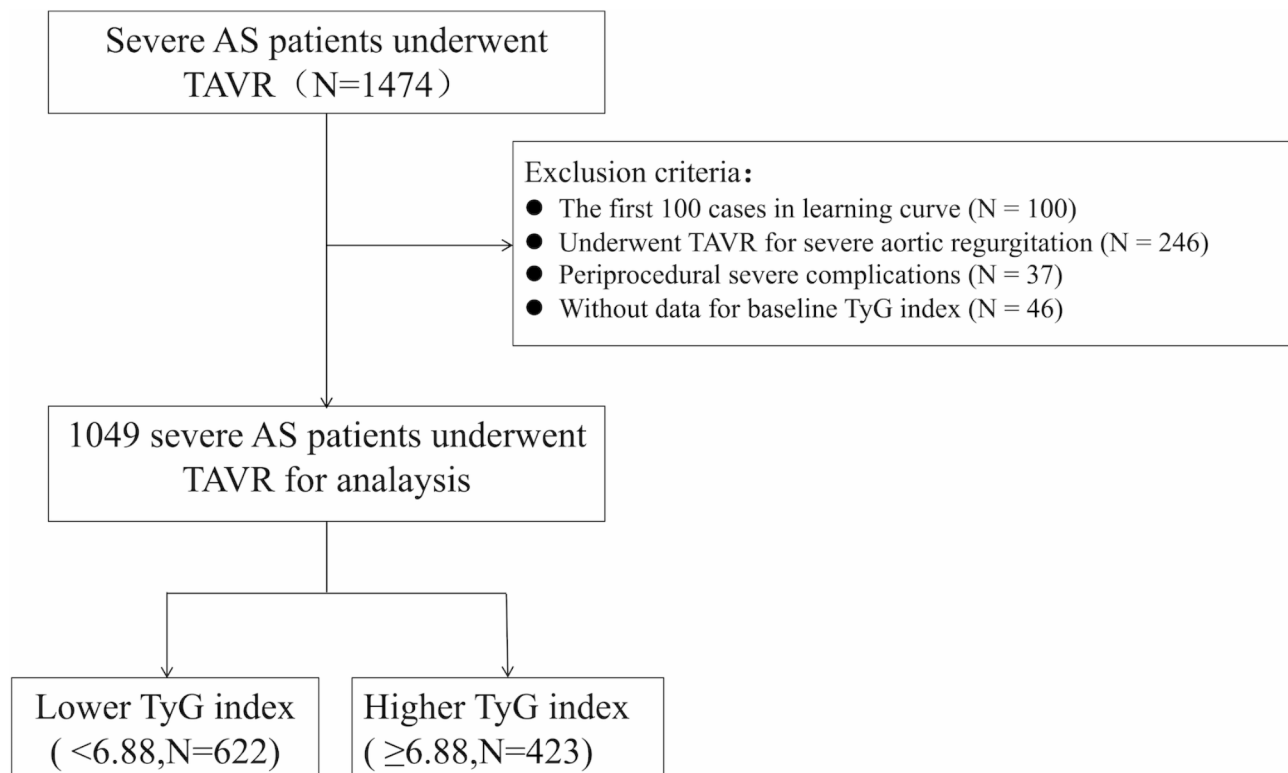 Severe AS patients underwent
TAVR（N=1474）
Exclusion criteria：
● The first 100 cases in learning curve (N = 100)
● Underwent TAVR for severe aortic regurgitation (N = 246)
● Periprocedural severe complications (N = 37)
● Without data for baseline TyG index (N = 46)
1049 severe AS patients underwent
TAVR for analaysis
Lower TyG index
( <6.88,N=622)
Higher TyG index
( ≥6.88,N=423)